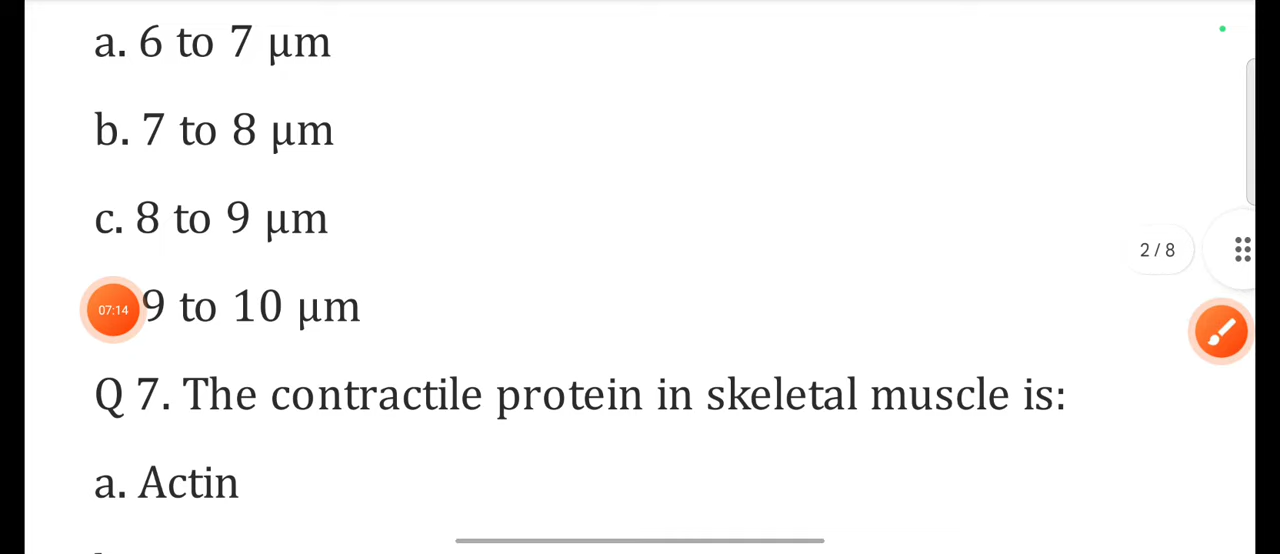 a. 6 to 7 μm
b. 7 to 8 μm
c. 8 to 9 μm
2 / 8
07:14 9 to 10 μm
Q 7. The contractile protein in skeletal muscle is:
a. Actin